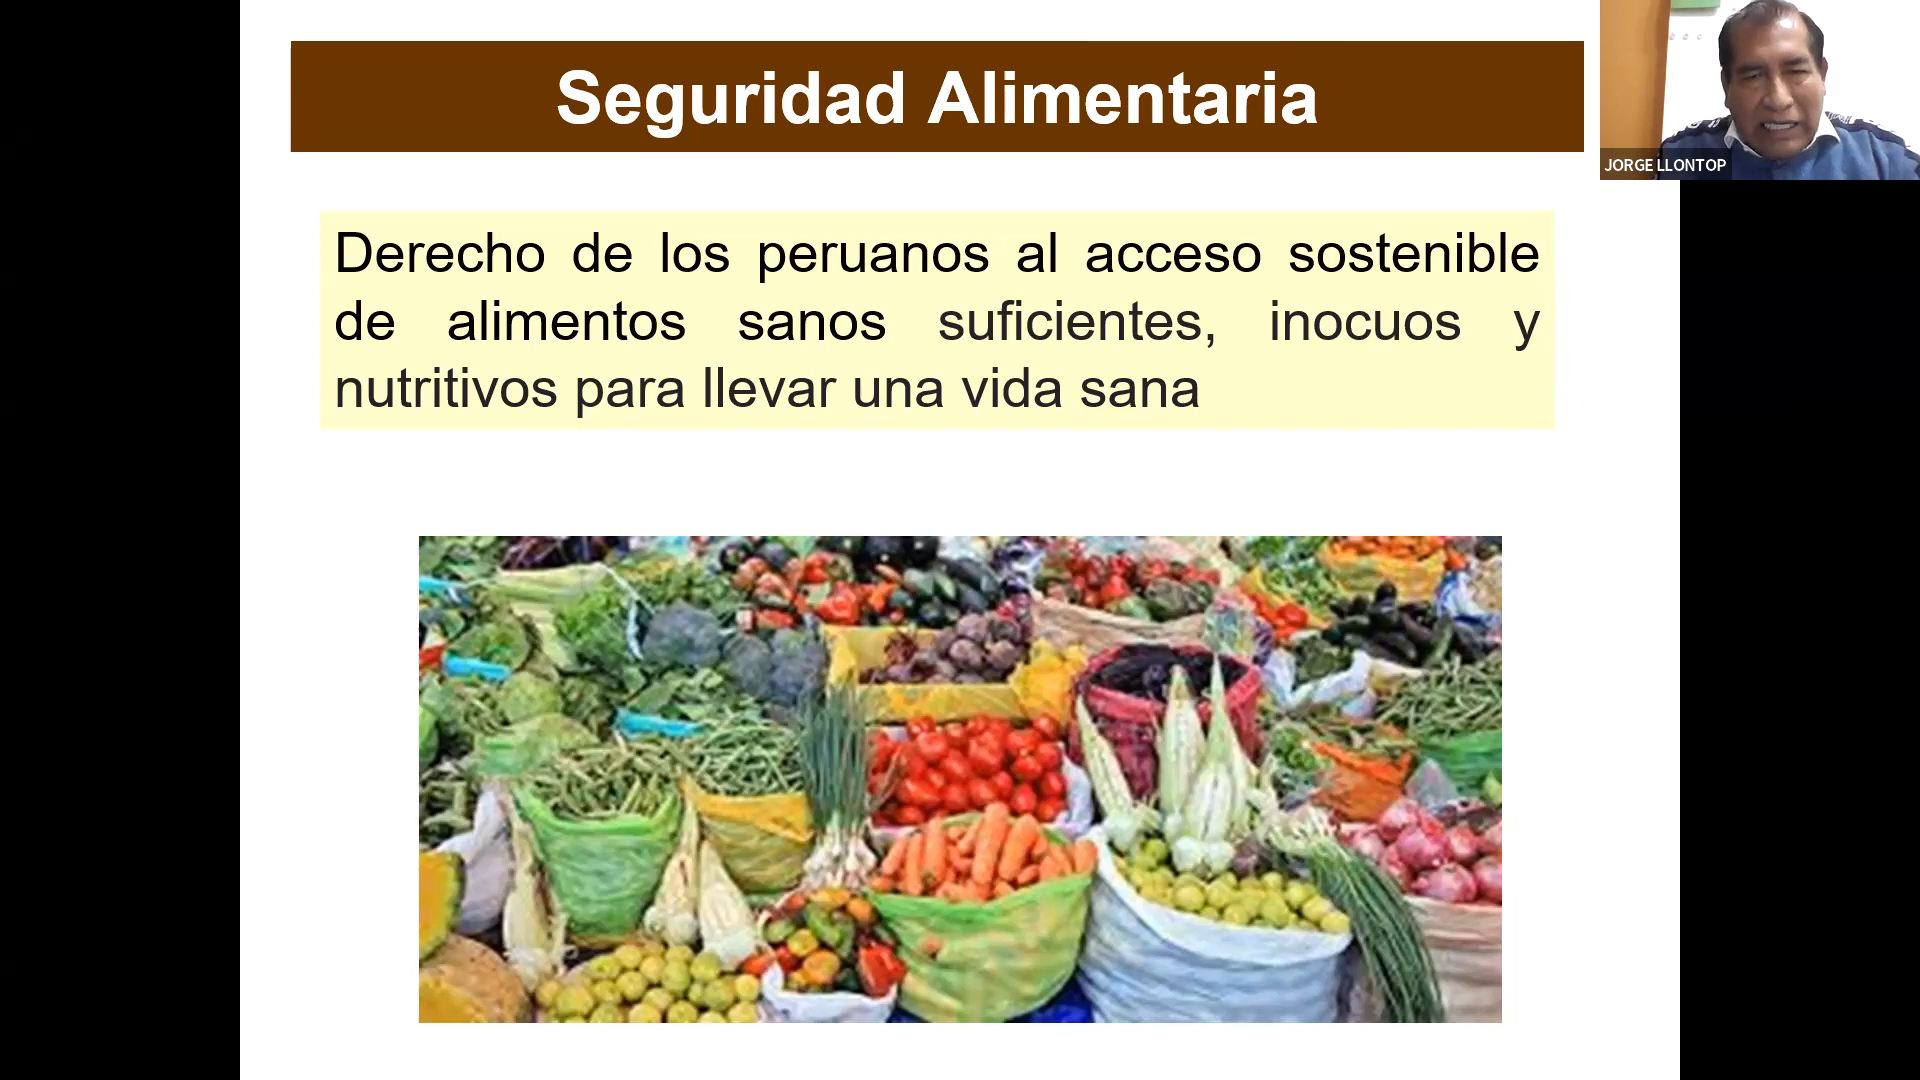 Seguridad Alimentaria
JORGE LLONTOP
Derecho de los peruanos al acceso sostenible
de alimentos sanos suficientes, inocuos y
nutritivos para llevar una vida sana